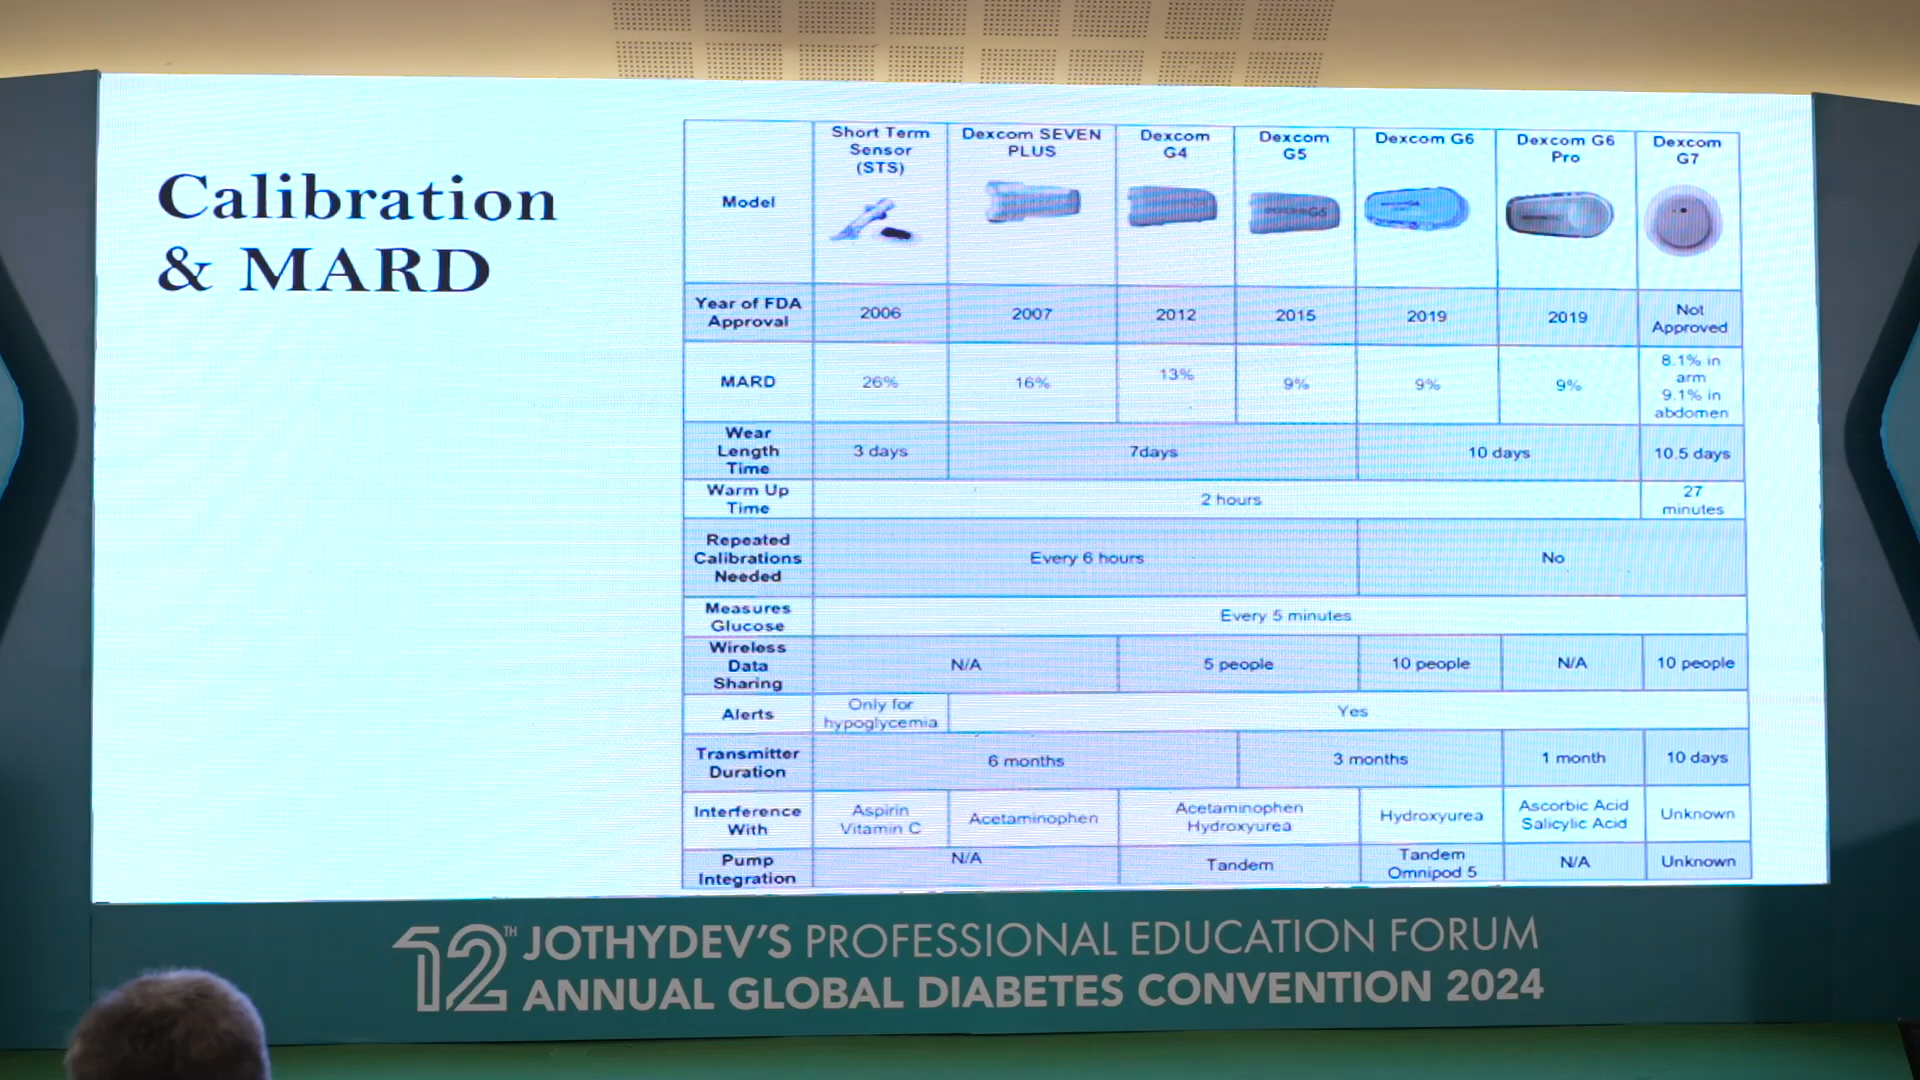 Calibration
& MARD
Model
Short Term
Sensor
(STS)
Dexcom SEVEN
PLUS
Dexcom
G4
Dexcom
G5
Dexcom G6
Dexcom G6
Pro
Dexcom
G7
Year of FDA
Approval
2006
2007
2012
2015
2019
2019
Not
Approved
MARD
26%
16%
13%
9%
9%
9%
8.1% in
arm
9.1% in
abdomen
Wear
Length
Time
3 days
7days
10 days
10.5 days
Warm Up
Time
2 hours
27
minutes
Repeated
Calibrations
Needed
Every 6 hours
No
Measures
Glucose
Every 5 minutes
Wireless
Data
Sharing
N/A
5 people
10 people
N/A
10 people
Alerts
Only for
hypoglycemia
Yes
Transmitter
Duration
6 months
3 months
1 month
10 days
Interference
With
Aspirin
Vitamin C
Acetaminophen
Acetaminophen
Hydroxyurea
Hydroxyurea
Ascorbic Acid
Salicylic Acid
Unknown
Pump
Integration
N/A
Tandem
Tandem
Omnipod 5
N/A
Unknown
12TH JOTHYDEV'S PROFESSIONAL EDUCATION FORUM
ANNUAL GLOBAL DIABETES CONVENTION 2024